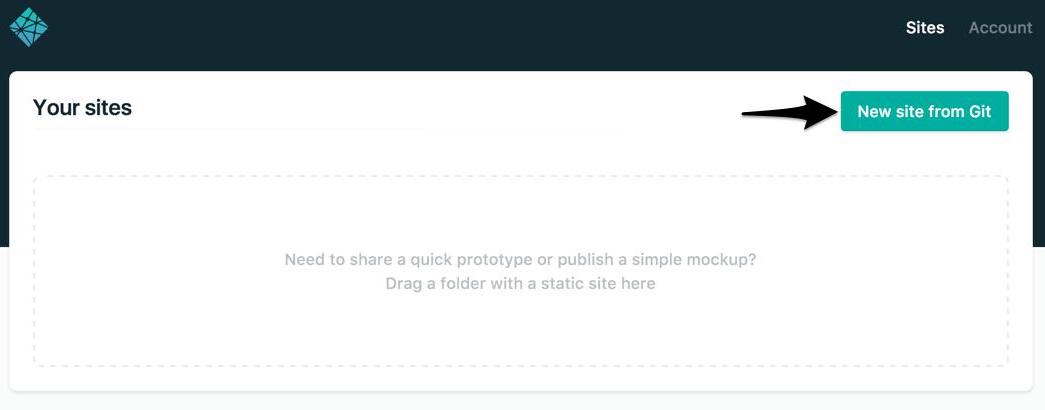 Sites
Account
Your sites
New site from Git
Need to share a quick prototype or publish a simple mockup?
Drag a folder with a static site here